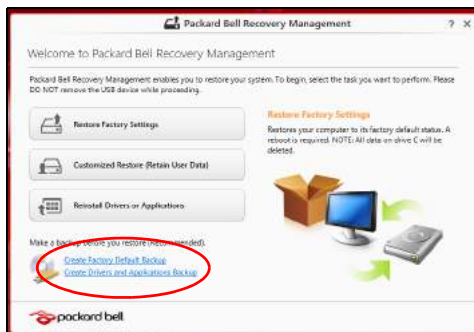 Packard Bell Recovery Management ? ×
Welcome to Packard Bell Recovery Management
Packard Bell Recovery Management enables you to restore your system. To begin, select the task you want to perform. Please
DO NOT remove the USB device while proceeding.
Restore Factory Settings
Customized Restore (Retain User Data)
Reinstall Drivers or Applications
Restore Factory Settings
Restores your computer to its factory default status. A
reboot is required. NOTE: All data on drive C will be
deleted.
Make a backup before you restore (Recommended).
Create Factory Default Backup
Create Drivers and Applications Backup
packard bell